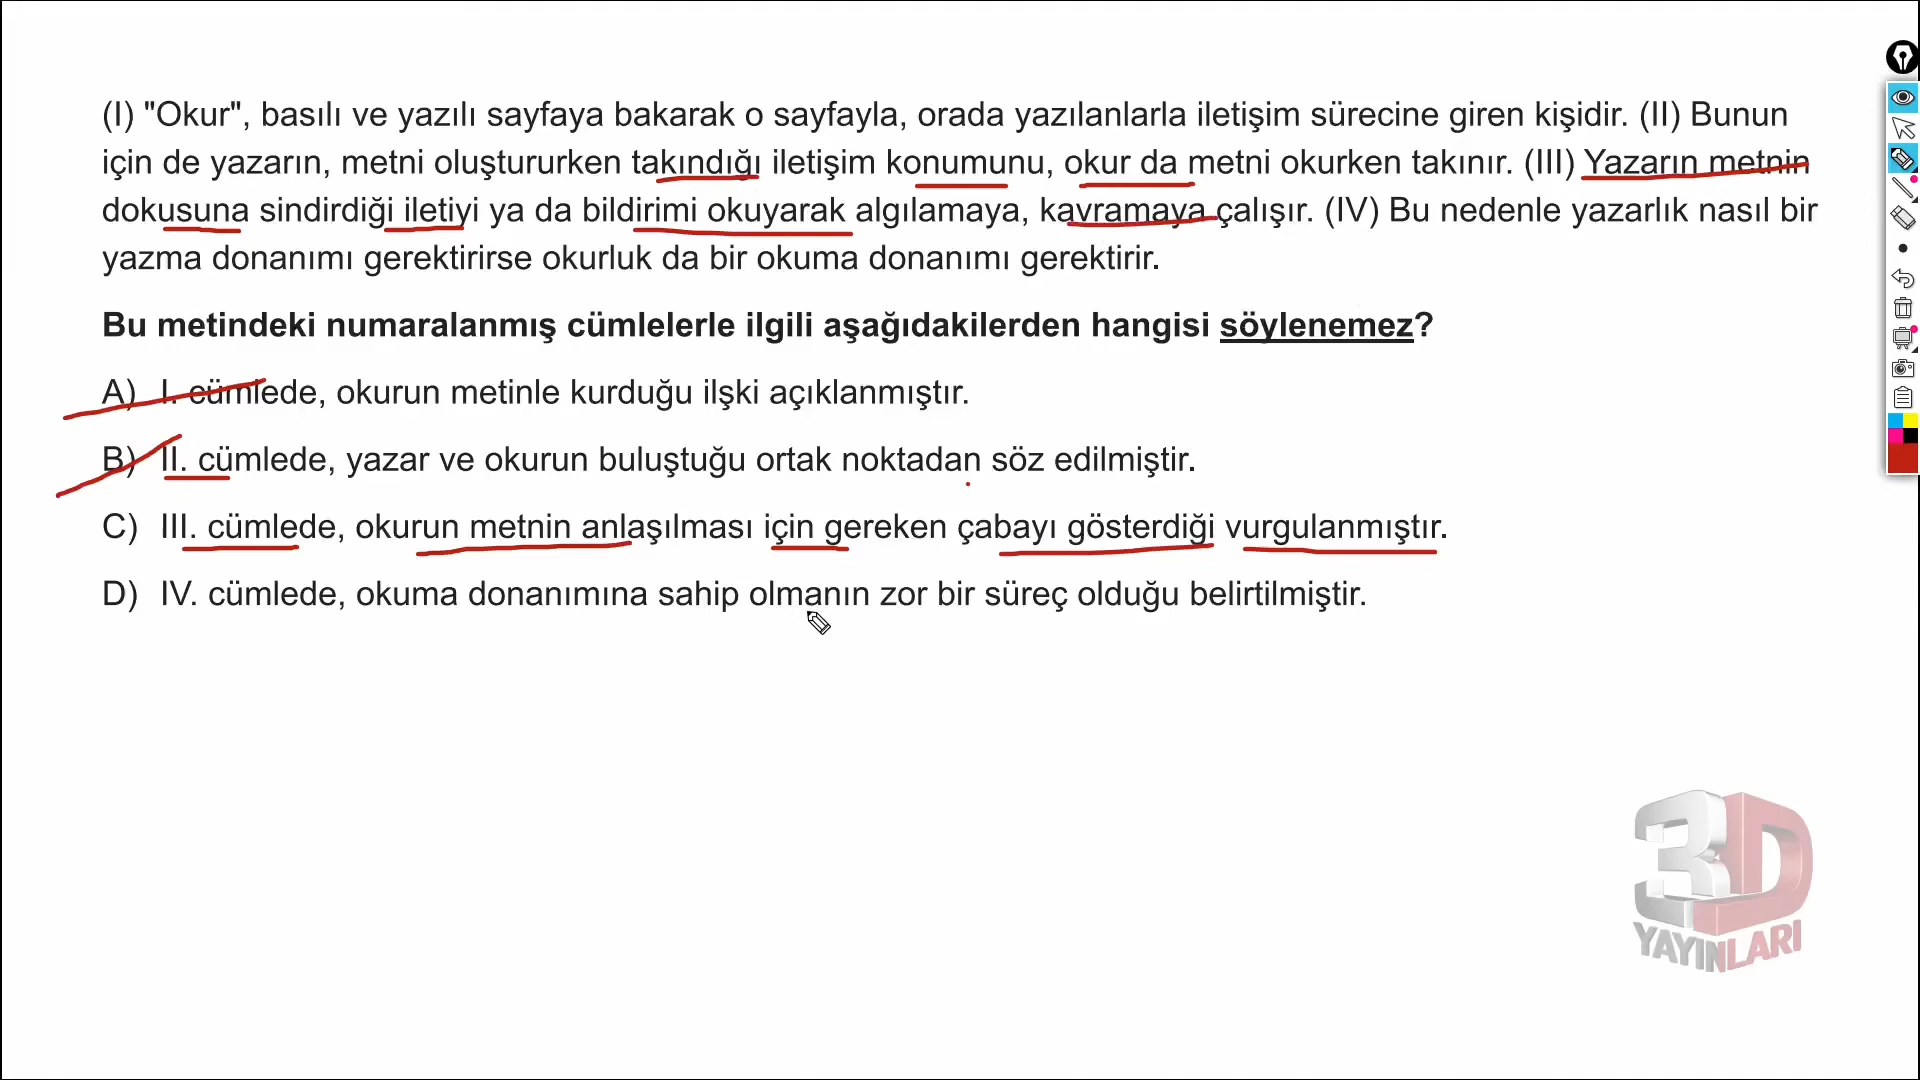 (I) "Okur", basılı ve yazılı sayfaya bakarak o sayfayla, orada yazılanlarla iletişim sürecine giren kişidir. (II) Bunun
için de yazarın, metni oluştururken takındığı iletişim konumunu, okur da metni okurken takınır. (III) Yazarın metnin
dokusuna sindirdiği iletiyi ya da bildirimi okuyarak algılamaya, kavramaya çalışır. (IV) Bu nedenle yazarlık nasıl bir
yazma donanımı gerektirirse okurluk da bir okuma donanımı gerektirir.
Bu metindeki numaralanmış cümlelerle ilgili aşağıdakilerden hangisi söylenemez?
A) I. cümlede, okurun metinle kurduğu ilşki açıklanmıştır.
B) II. cümlede, yazar ve okurun buluştuğu ortak noktadan söz edilmiştir.
C) III. cümlede, okurun metnin anlaşılması için gereken çabayı gösterdiği vurgulanmıştır.
D) IV. cümlede, okuma donanımına sahip olmanın zor bir süreç olduğu belirtilmiştir.
3D
YAYINLARI